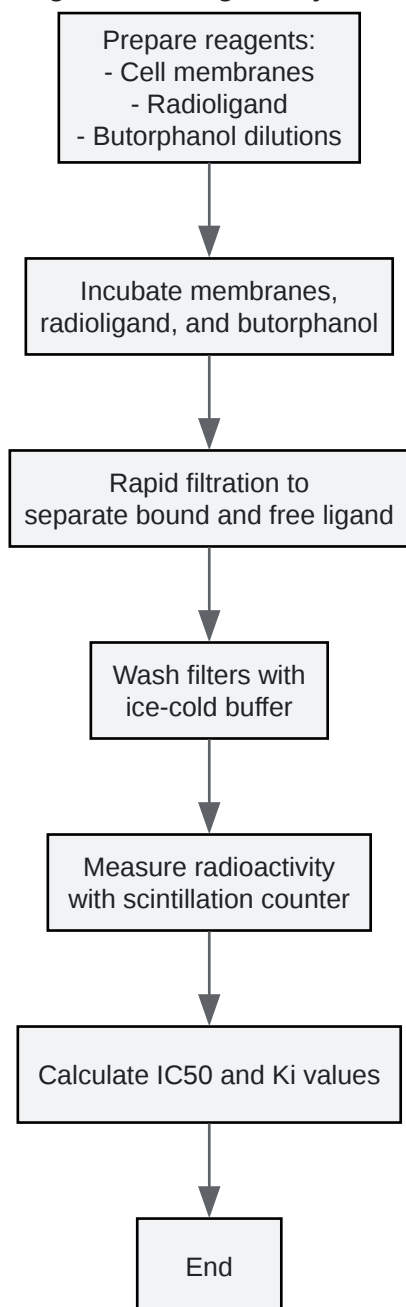 Prepare reagents:
- Cell membranes
- Radioligand
- Butorphanol dilutions
Incubate membranes,
radioligand, and butorphanol
Rapid filtration to
separate bound and free ligand
Wash filters with
ice-cold buffer
Measure radioactivity
with scintillation counter
Calculate IC50 and Ki values
End